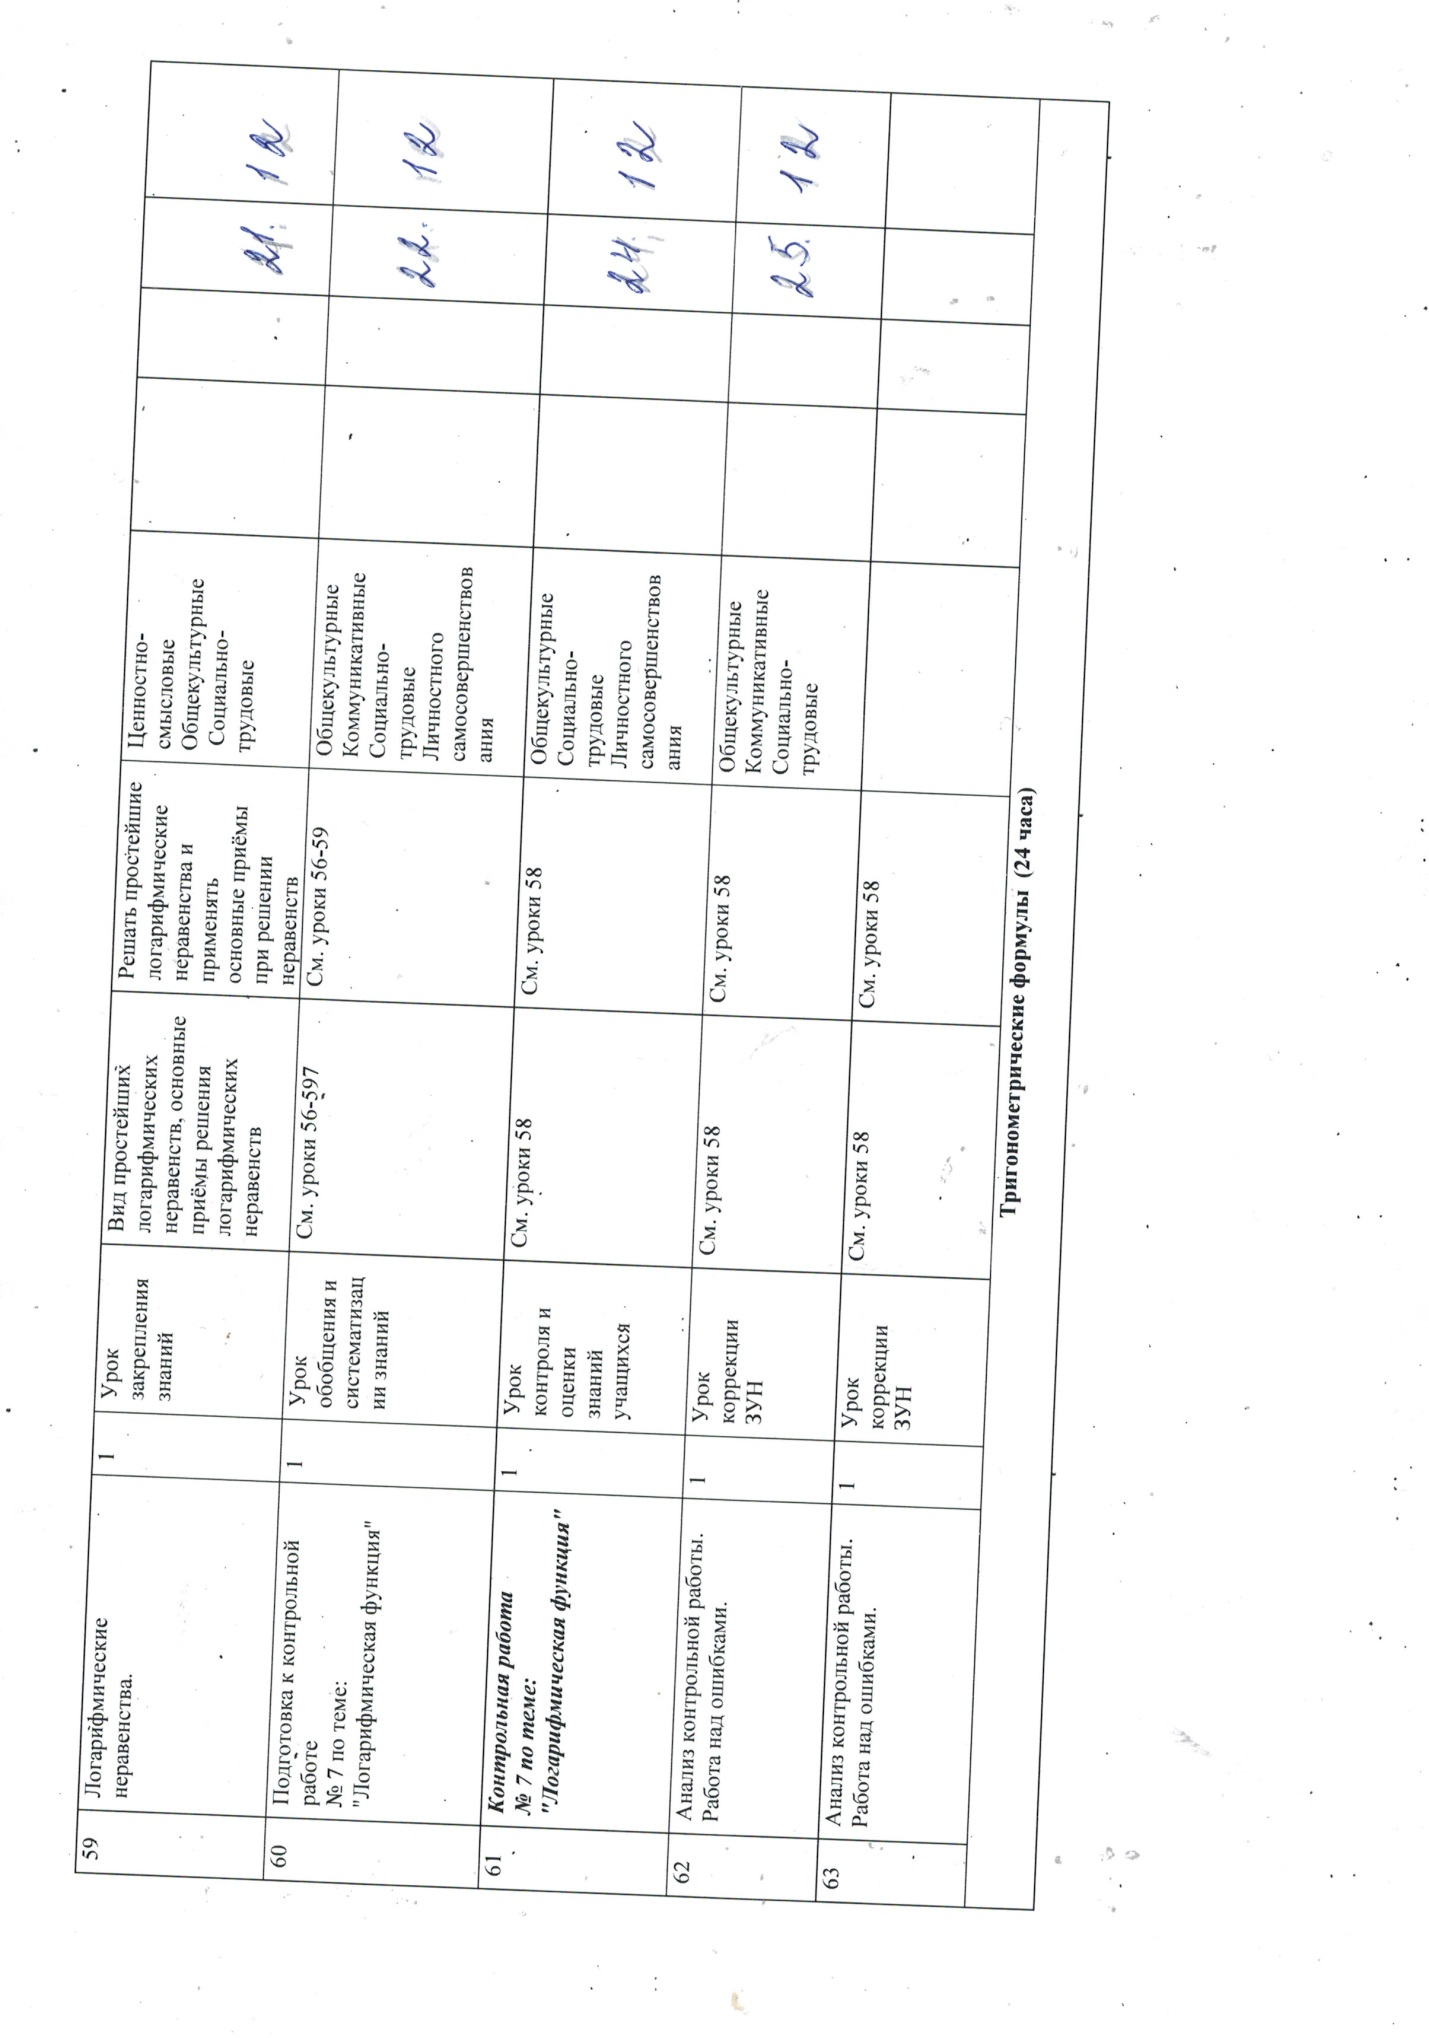 59
Логарифмические
неравенства.
1
Урок
закрепления
знаний
Вид простейших
логарифмических
неравенств, основные
приёмы решения
логарифмических
неравенств
Решать простейшие
логарифмические
неравенства и
применять
основные приёмы
при решении
неравенств
Ценностно-
смысловые
Общекультурные
Социально-
трудовые
21. 12
60
Подготовка к контрольной
работе
№ 7 по теме:
"Логарифмическая функция"
1
Урок
обобщения и
систематизац
ии знаний
См. уроки 56-597
См. уроки 56-59
Общекультурные
Коммуникативные
Социально-
трудовые
Личностного
самосовершенствов
ания
22. 12
61
Контрольная работа
№ 7 по теме:
"Логарифмическая функция"
1
Урок
контроля и
оценки
знаний
учащихся
См. уроки 58
См. уроки 58
Общекультурные
Социально-
трудовые
Личностного
самосовершенствов
ания
24. 12
62
Анализ контрольной работы.
Работа над ошибками.
1
Урок
коррекции
ЗУН
См. уроки 58
См. уроки 58
Общекультурные
Коммуникативные
Социально-
трудовые
25. 12
63
Анализ контрольной работы.
Работа над ошибками.
1
Урок
коррекции
ЗУН
См. уроки 58
См. уроки 58
Тригонометрические формулы (24 часа)